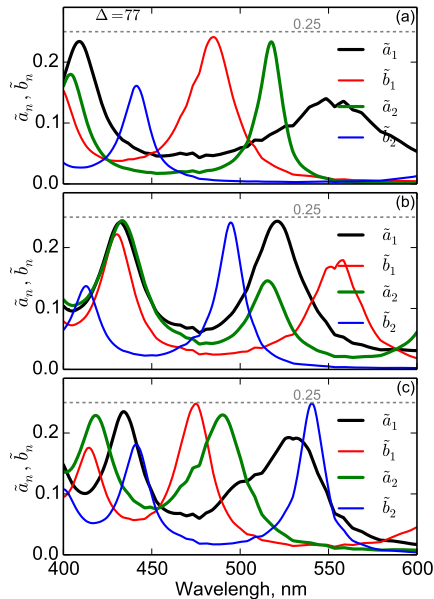 Δ=77
(a)
0.25
ã₁
b̃₁
ã₂
b̃₂
0.2
0.1
0.0
ãₙ, b̃ₙ
(b)
0.25
ã₁
b̃₁
ã₂
b̃₂
0.2
0.1
0.0
ãₙ, b̃ₙ
(c)
0.25
ã₁
b̃₁
ã₂
b̃₂
0.2
0.1
0.0
ãₙ, b̃ₙ
400 450 500 550 600
Wavelengh, nm